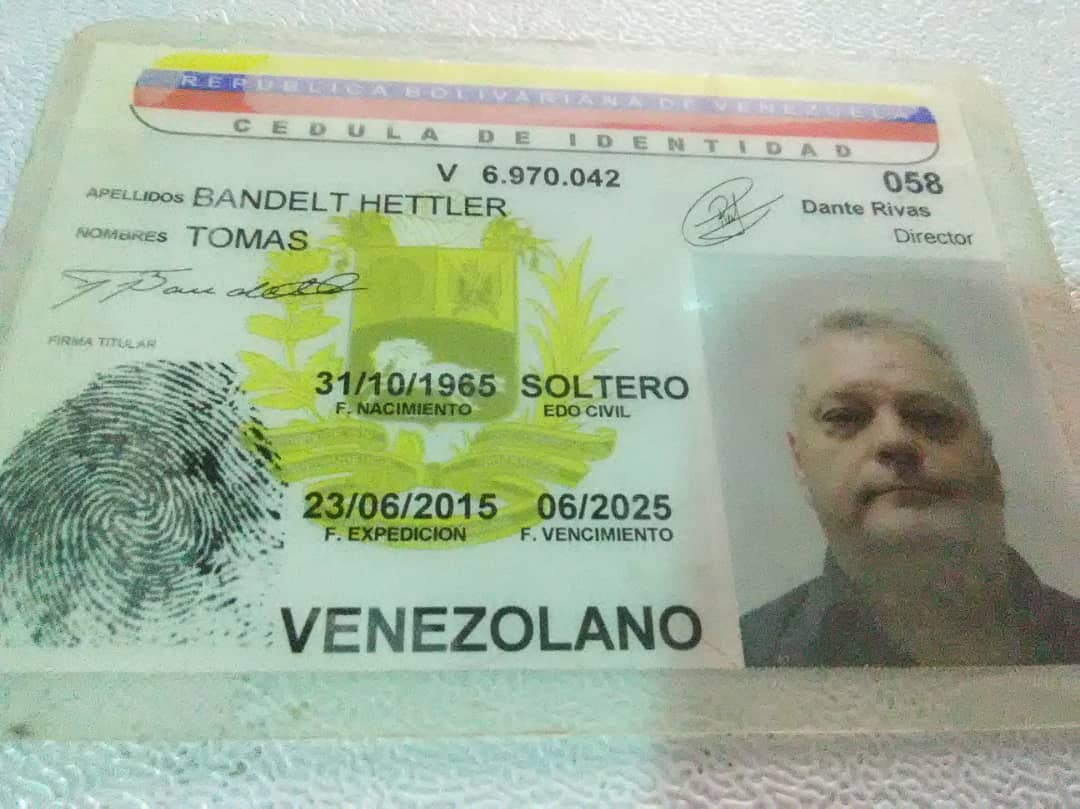 REPUBLICA BOLIVARIANA DE VENEZUELA
CEDULA DE IDENTIDAD
V 6.970.042
058
APELLIDOS BANDELT HETTLER
Dante Rivas
NOMBRES TOMAS
Director
T Bandelt
FIRMA TITULAR
31/10/1965 SOLTERO
F. NACIMIENTO EDO CIVIL
23/06/2015 06/2025
F. EXPEDICION F. VENCIMIENTO
VENEZOLANO